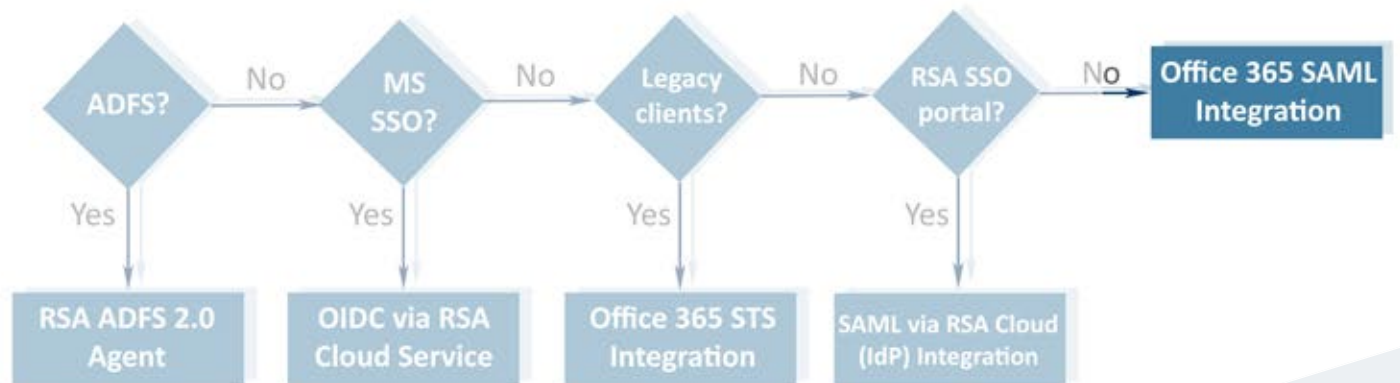 ADFS?
No
MS
SSO?
No
Legacy
clients?
No
RSA SSO
portal?
No
Office 365 SAML
Integration
Yes
Yes
Yes
Yes
RSA ADFS 2.0
Agent
OIDC via RSA
Cloud Service
Office 365 STS
Integration
SAML via RSA Cloud
(IdP) Integration